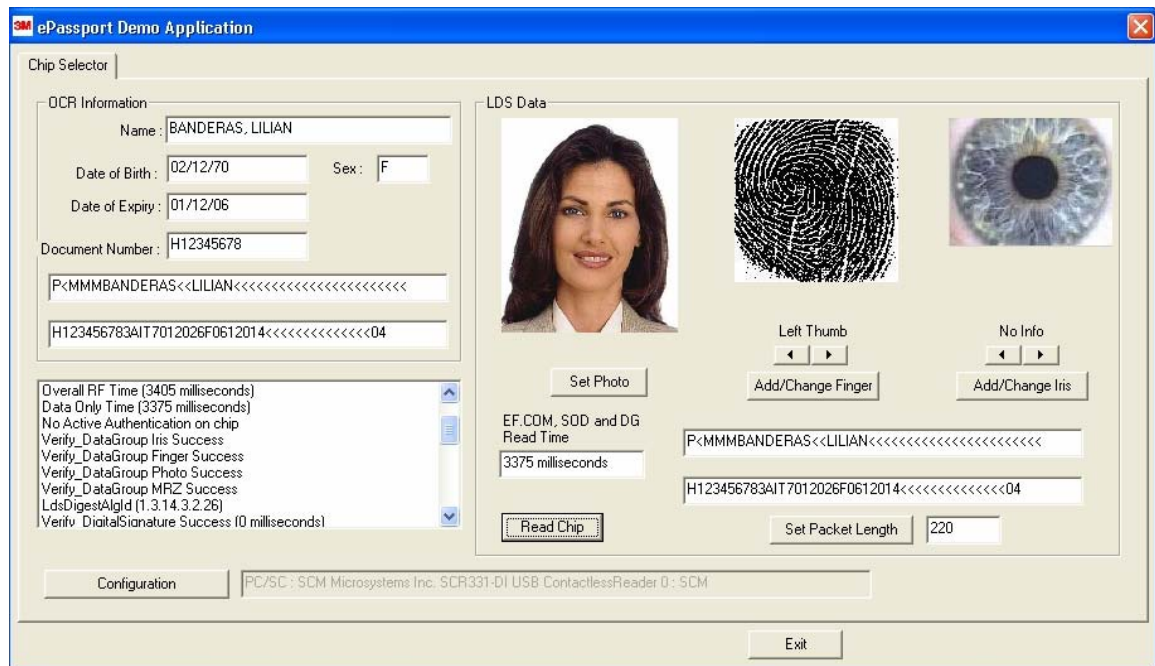 3M ePassport Demo Application
Chip Selector
OCR Information
Name : BANDERAS, LILIAN
Date of Birth : 02/12/70 Sex : F
Date of Expiry : 01/12/06
Document Number : H12345678
P<MMMBANDERAS<<LILIAN<<<<<<<<<<<<<<<<<<<<<<<
H123456783AIT7012026F0612014<<<<<<<<<<<<<<04
Overall RF Time (3405 milliseconds)
Data Only Time (3375 milliseconds)
No Active Authentication on chip
Verify_DataGroup Iris Success
Verify_DataGroup Finger Success
Verify_DataGroup Photo Success
Verify_DataGroup MRZ Success
LdsDigestAlgId (1.3.14.3.2.26)
Verify_DigitalSignature Success (0 milliseconds)
LDS Data
Set Photo
Left Thumb
Add/Change Finger
No Info
Add/Change Iris
EF.COM, SOD and DG
Read Time
3375 milliseconds
P<MMMBANDERAS<<LILIAN<<<<<<<<<<<<<<<<<<<<<<<
H123456783AIT7012026F0612014<<<<<<<<<<<<<<04
Read Chip
Set Packet Length 220
Configuration PC/SC : SCM Microsystems Inc. SCR331-DI USB ContactlessReader 0 : SCM
Exit